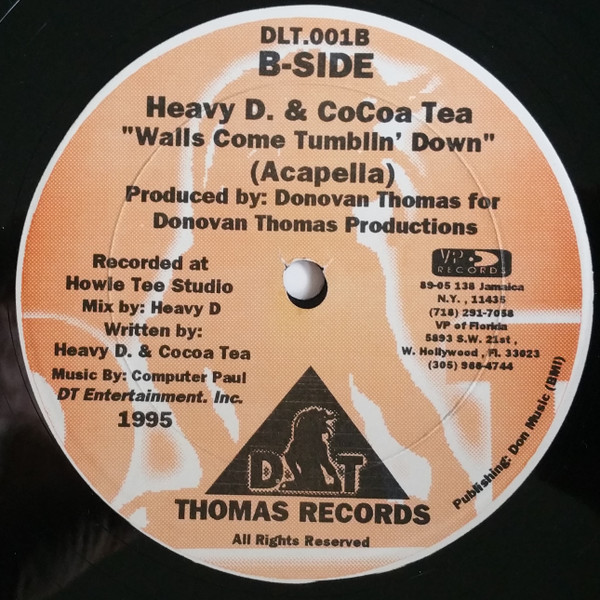 DLT.001B
B-SIDE
Heavy D. & CoCoa Tea
"Walls Come Tumblin' Down"
(Acapella)
Produced by: Donovan Thomas for
Donovan Thomas Productions
Recorded at
Howie Tee Studio
Mix by: Heavy D
Written by:
Heavy D. & Cocoa Tea
Music By: Computer Paul
DT Entertainment. Inc.
1995
VP
RECORDS
89-05 138 Jamaica
N.Y. , 11435
(718) 291-7058
VP of Florida
5893 S.W. 21st ,
W. Hollywood , Fl. 33023
(305) 966-4744
Publishing: Don Music (BMI)
D.L.T
THOMAS RECORDS
All Rights Reserved